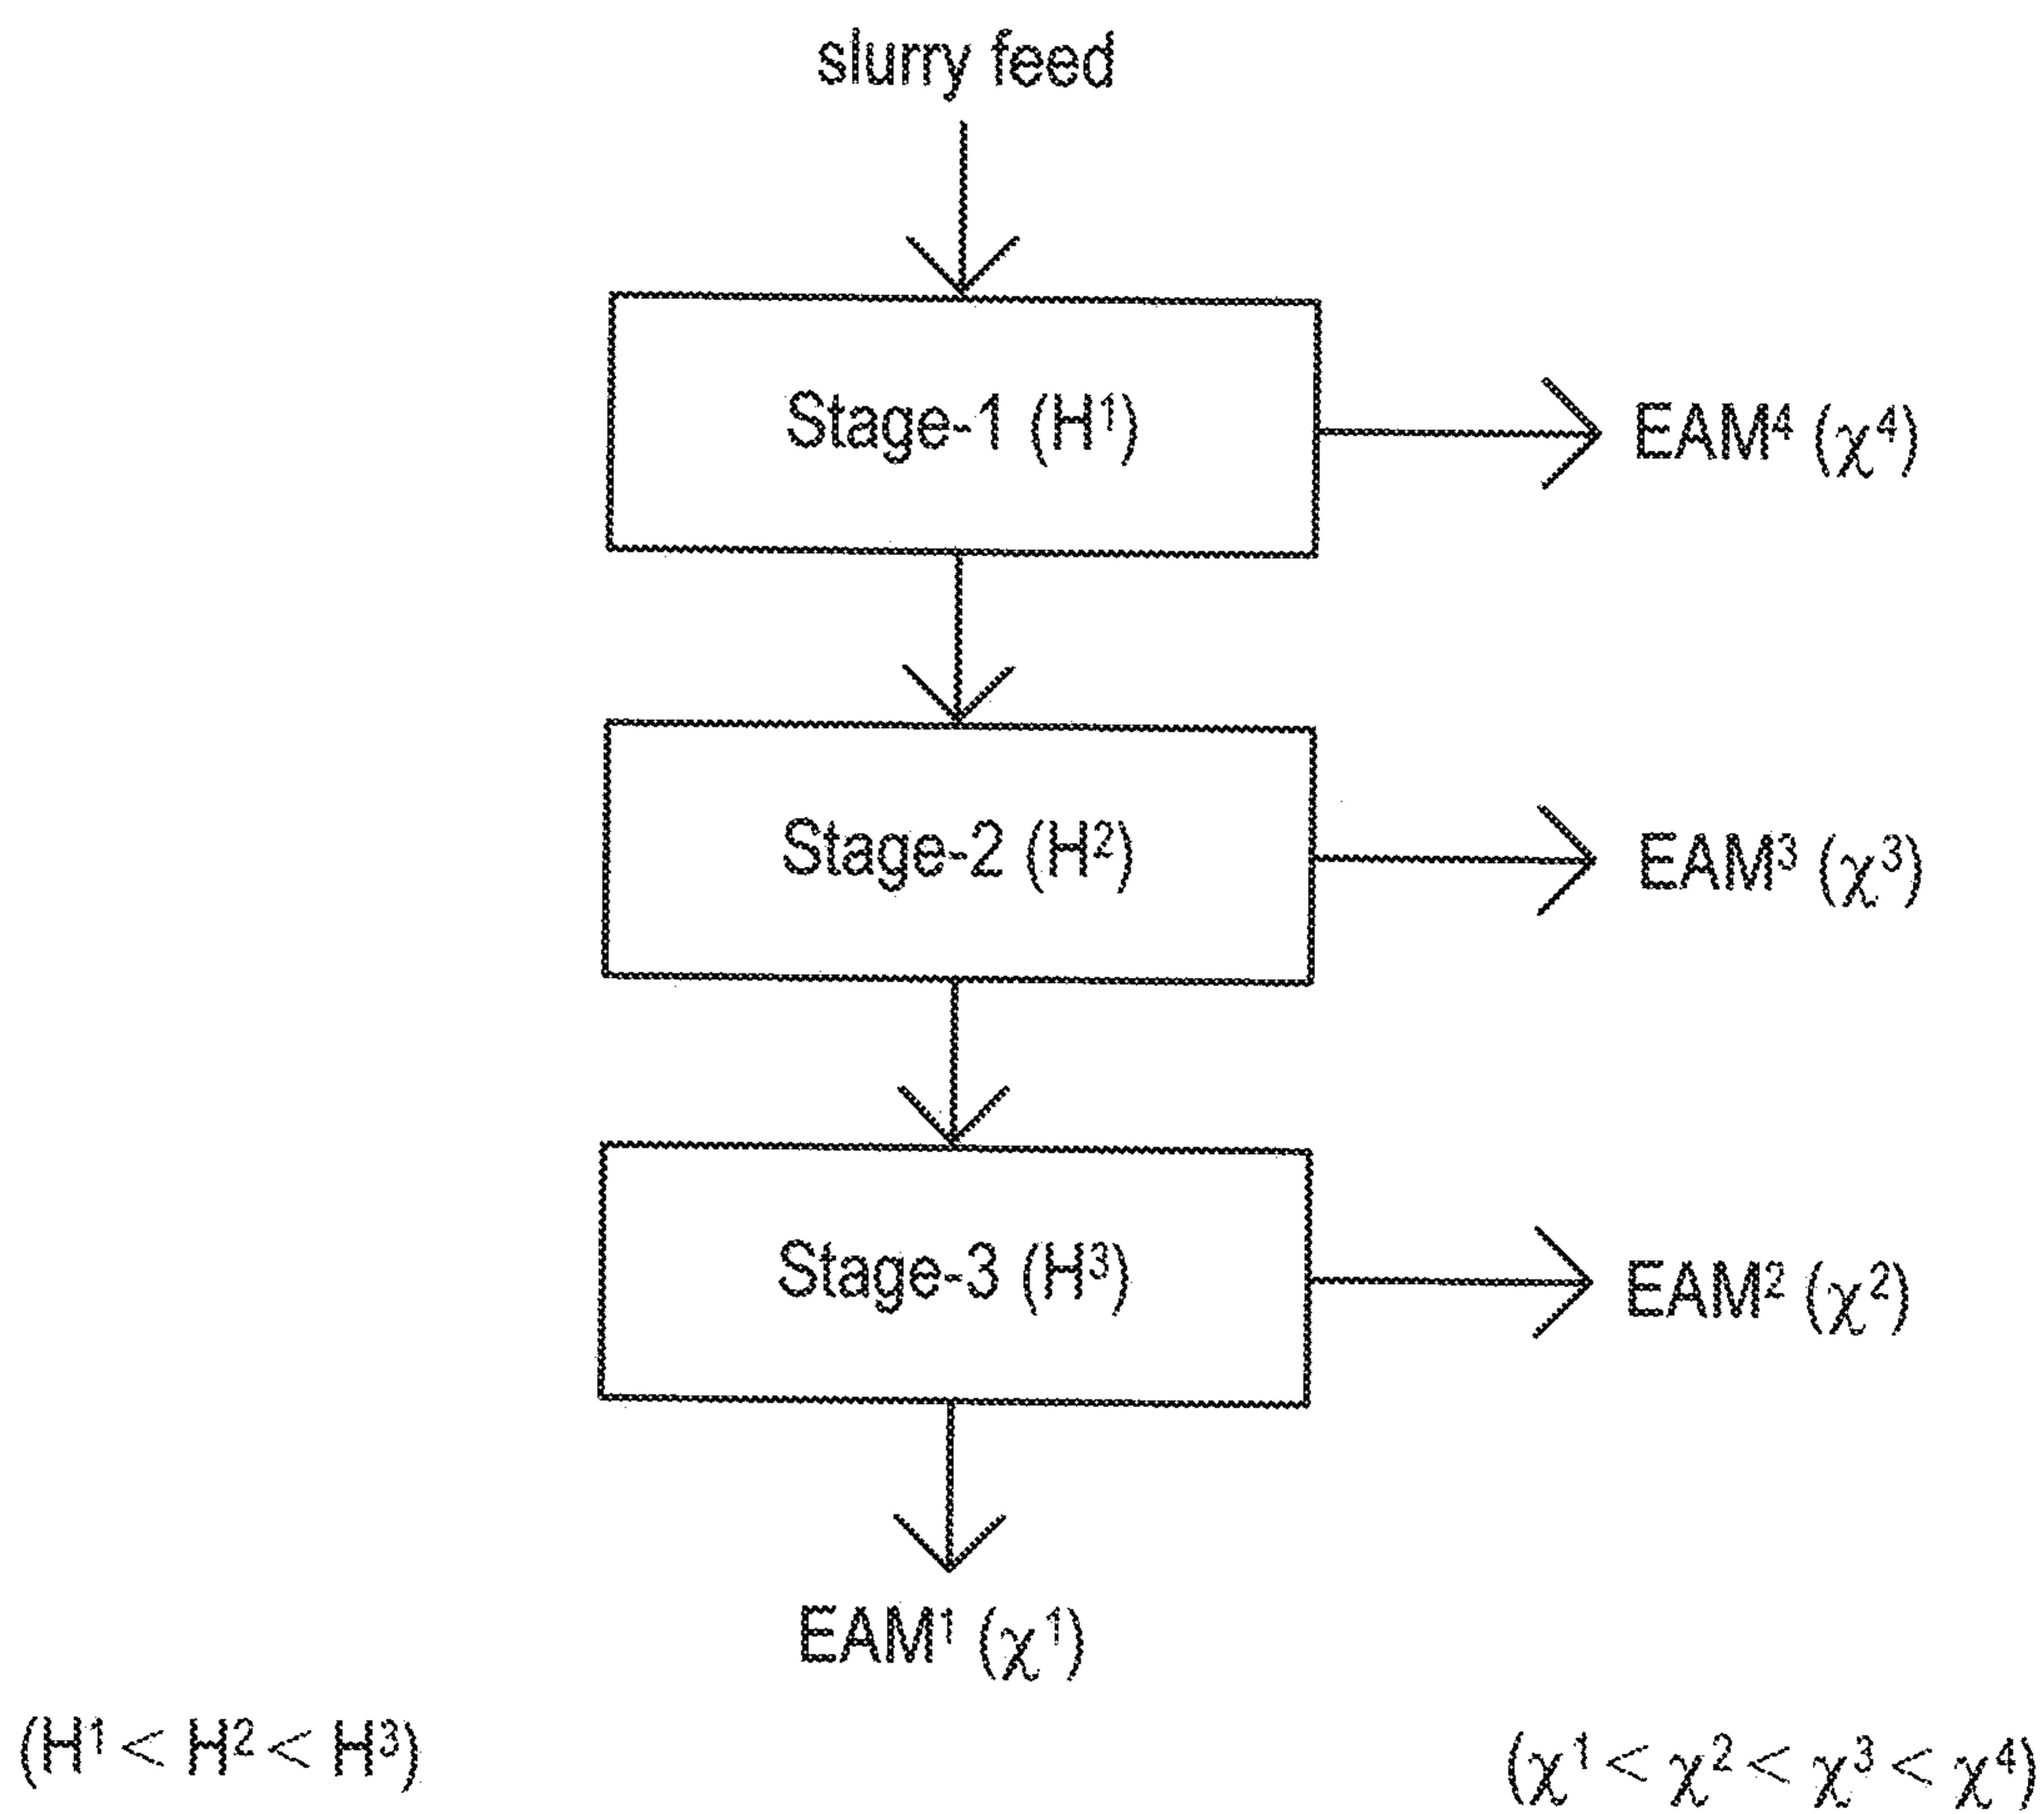 slurry feed
Stage-1 (H¹)
EAM⁴ (χ⁴)
Stage-2 (H²)
EAM³ (χ³)
Stage-3 (H³)
EAM² (χ²)
EAM¹ (χ¹)
(H¹ < H² < H³)
(χ¹ < χ² < χ³ < χ⁴)